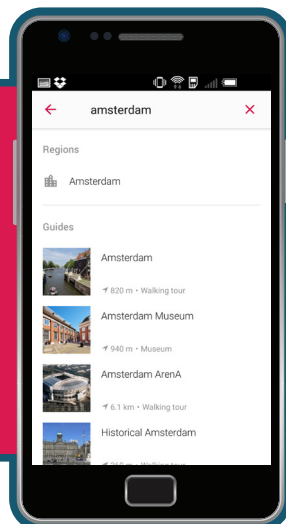 amsterdam
Regions
Amsterdam
Guides
Amsterdam
820 m • Walking tour
Amsterdam Museum
940 m • Museum
Amsterdam ArenA
6.1 km • Walking tour
Historical Amsterdam